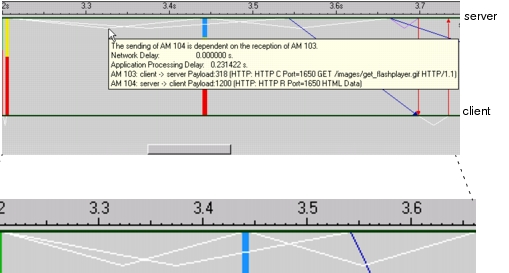 2s 3.3 3.4s 3.5 3.6s 3.7
server
The sending of AM 104 is dependent on the reception of AM 103.
Network Delay: 0.000000 s.
Application Processing Delay: 0.231422 s.
AM 103: client -> server Payload:318 (HTTP: HTTP C Port=1650 GET /images/get_flashplayer.gif HTTP/1.1)
AM 104: server -> client Payload:1200 (HTTP: HTTP R Port=1650 HTML Data)
client
2 3.3 3.4 3.5 3.6